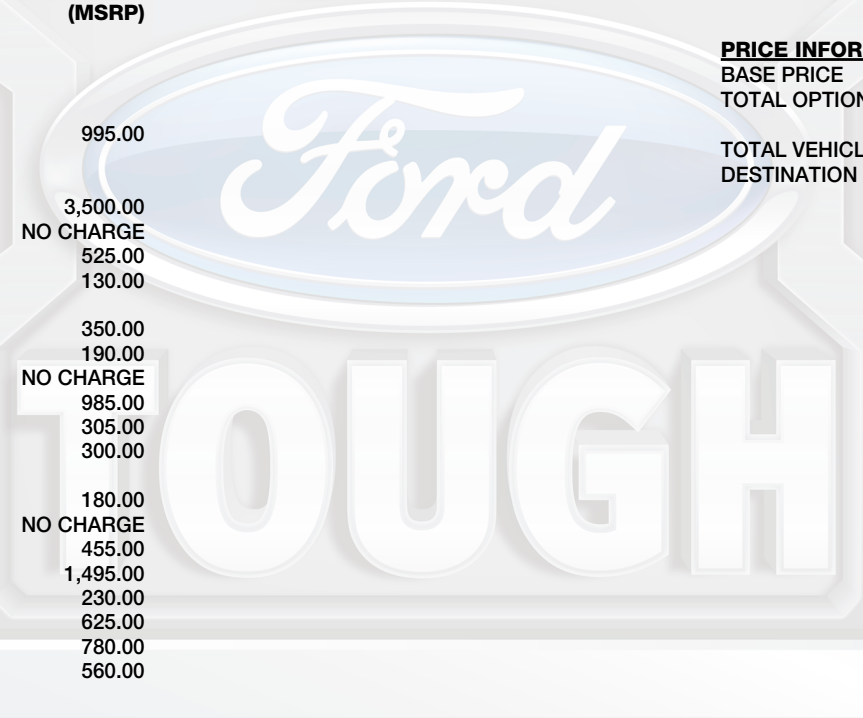 (MSRP)
995.00
3,500.00
NO CHARGE
525.00
130.00
350.00
190.00
NO CHARGE
985.00
305.00
300.00
180.00
NO CHARGE
455.00
1,495.00
230.00
625.00
780.00
560.00
PRICE INFOR
BASE PRICE
TOTAL OPTION
TOTAL VEHICL
DESTINATION
Ford
TOUGH